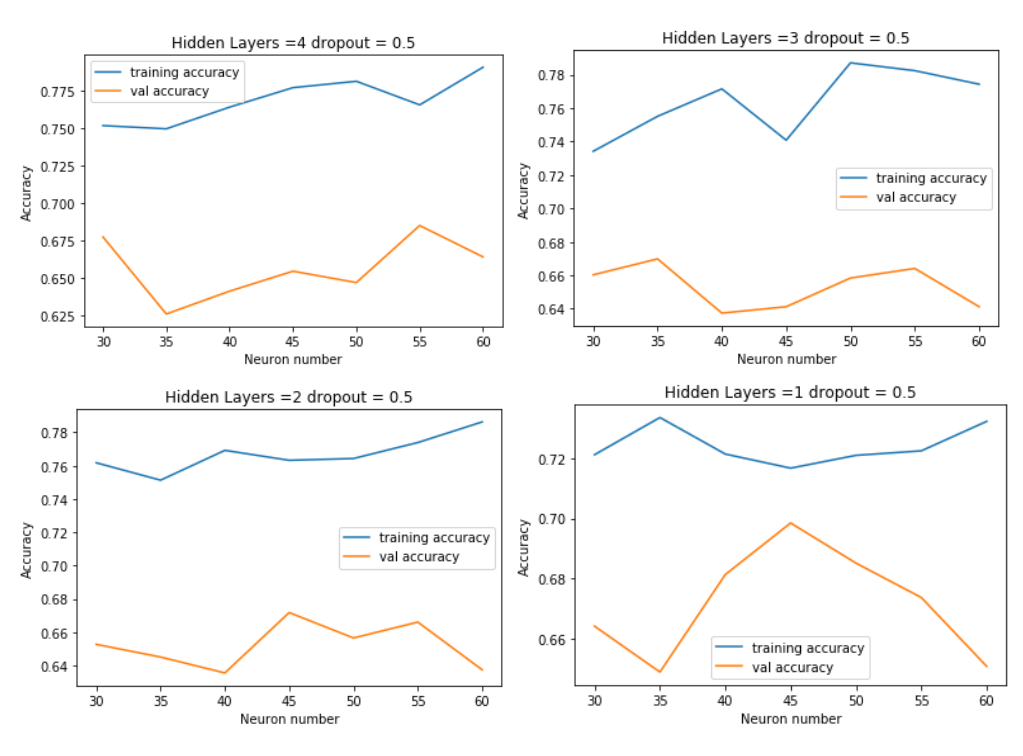 Hidden Layers =4 dropout = 0.5
training accuracy
val accuracy
0.775
0.750
0.725
0.700
0.675
0.650
0.625
Accuracy
30 35 40 45 50 55 60
Neuron number
Hidden Layers =3 dropout = 0.5
0.78
0.76
0.74
0.72
0.70
0.68
0.66
0.64
Accuracy
training accuracy
val accuracy
30 35 40 45 50 55 60
Neuron number
Hidden Layers =2 dropout = 0.5
0.78
0.76
0.74
0.72
0.70
0.68
0.66
0.64
Accuracy
training accuracy
val accuracy
30 35 40 45 50 55 60
Neuron number
Hidden Layers =1 dropout = 0.5
0.72
0.70
0.68
0.66
Accuracy
training accuracy
val accuracy
30 35 40 45 50 55 60
Neuron number